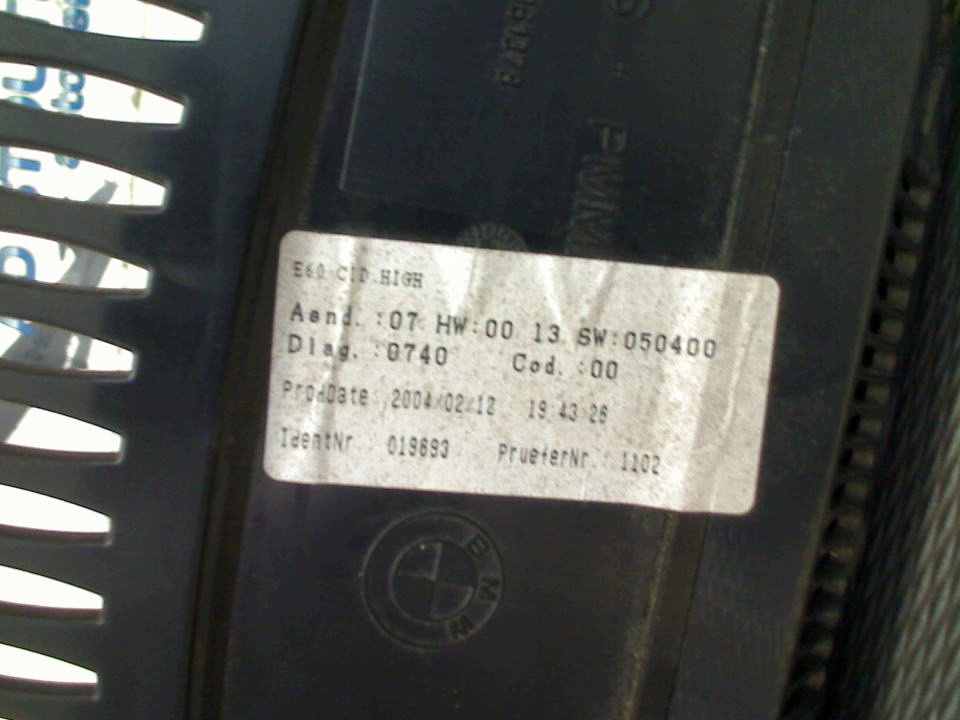 E60 CID.HIGH
Aend. :07 HW:00 13 SW:050400
Diag. :0740 Cod. :00
ProdDate: 2004/02/12 19:43:26
IdentNr.: 019693 PrueferNr.: 1102
BMW